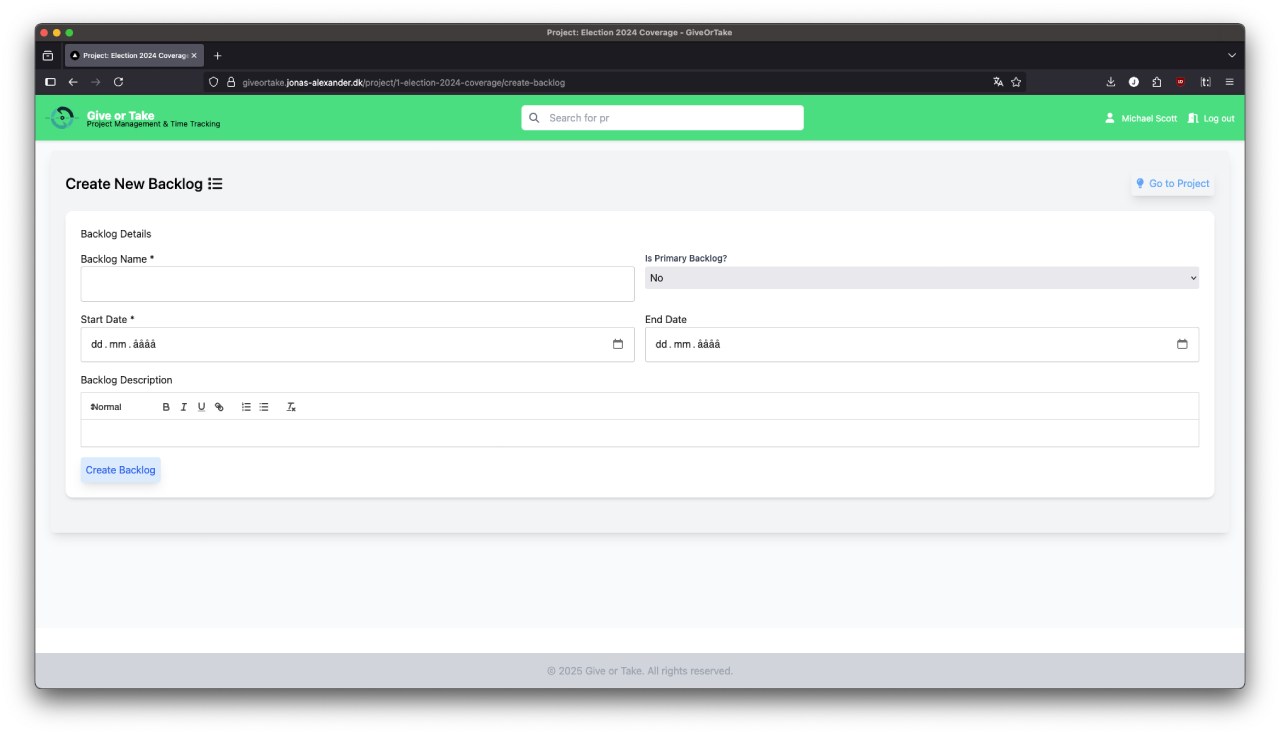 Project: Election 2024 Coverage - GiveOrTake
Project: Election 2024 Coverag
giveortake.jonas-alexander.dk/project/1-election-2024-coverage/create-backlog
Give or Take
Project Management & Time Tracking
Search for pr
Michael Scott
Log out
Create New Backlog
Go to Project
Backlog Details
Backlog Name *
Is Primary Backlog?
No
Start Date *
End Date
dd . mm . åååå
dd . mm . åååå
Backlog Description
Normal
B I U
Create Backlog
© 2025 Give or Take. All rights reserved.